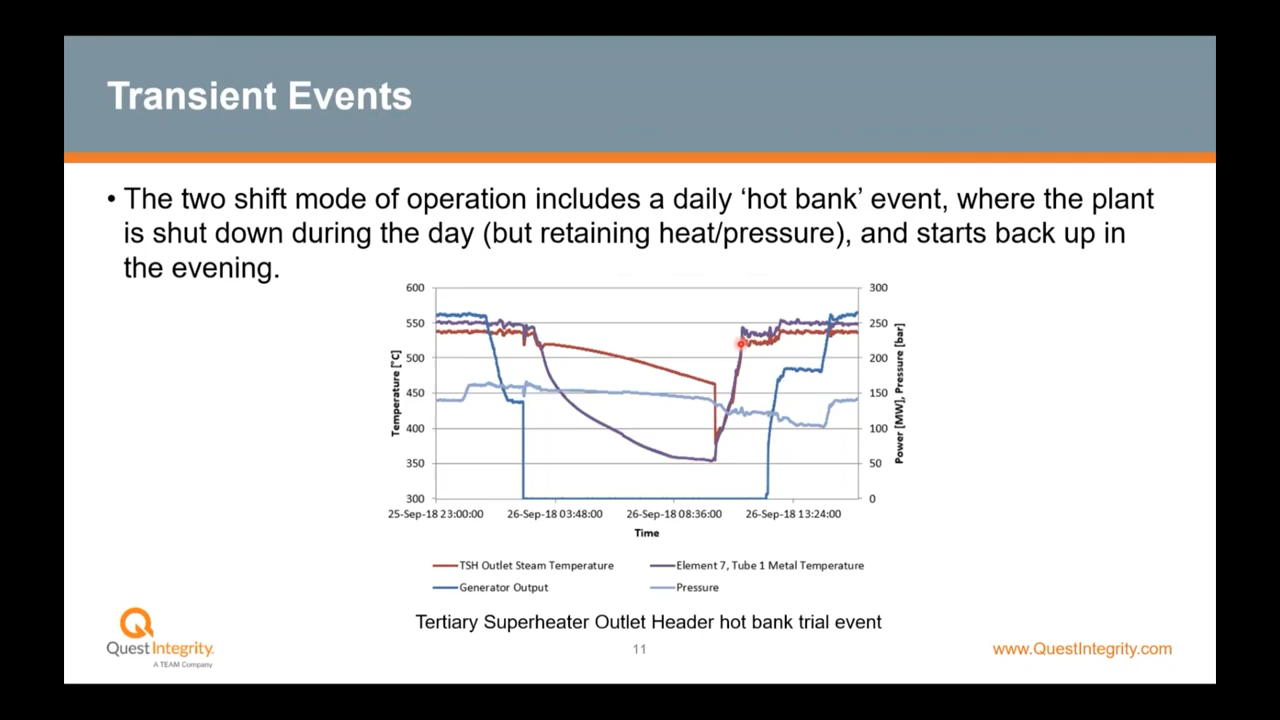 Transient Events
• The two shift mode of operation includes a daily ‘hot bank’ event, where the plant
is shut down during the day (but retaining heat/pressure), and starts back up in
the evening.
600
550
500
450
400
350
300
Temperature [°C]
300
250
200
150
100
50
0
Power [MW], Pressure [bar]
25-Sep-18 23:00:00
26-Sep-18 03:48:00
26-Sep-18 08:36:00
26-Sep-18 13:24:00
Time
TSH Outlet Steam Temperature
Element 7, Tube 1 Metal Temperature
Generator Output
Pressure
Tertiary Superheater Outlet Header hot bank trial event
QuestIntegrity.
A TEAM Company
11
www.QuestIntegrity.com